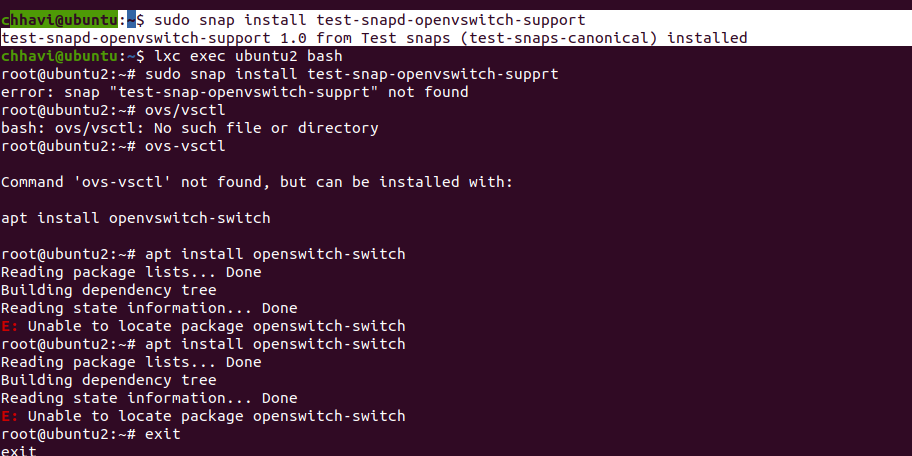 chhavi@ubuntu:~$ sudo snap install test-snapd-openvswitch-support
test-snapd-openvswitch-support 1.0 from Test snaps (test-snaps-canonical) installed
chhavi@ubuntu:~$ lxc exec ubuntu2 bash
root@ubuntu2:~# sudo snap install test-snap-openvswitch-supprt
error: snap "test-snap-openvswitch-supprt" not found
root@ubuntu2:~# ovs/vsctl
bash: ovs/vsctl: No such file or directory
root@ubuntu2:~# ovs-vsctl
Command 'ovs-vsctl' not found, but can be installed with:
apt install openvswitch-switch
root@ubuntu2:~# apt install openswitch-switch
Reading package lists... Done
Building dependency tree
Reading state information... Done
E: Unable to locate package openswitch-switch
root@ubuntu2:~# apt install openswitch-switch
Reading package lists... Done
Building dependency tree
Reading state information... Done
E: Unable to locate package openswitch-switch
root@ubuntu2:~# exit
exit